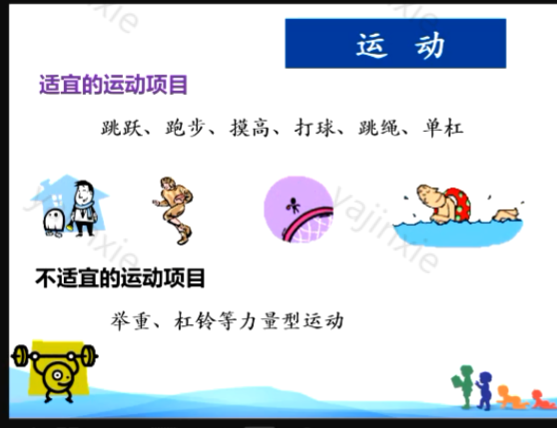 运 动
适宜的运动项目
跳跃、跑步、摸高、打球、跳绳、单杠
yajinxie
不适宜的运动项目
举重、杠铃等力量型运动